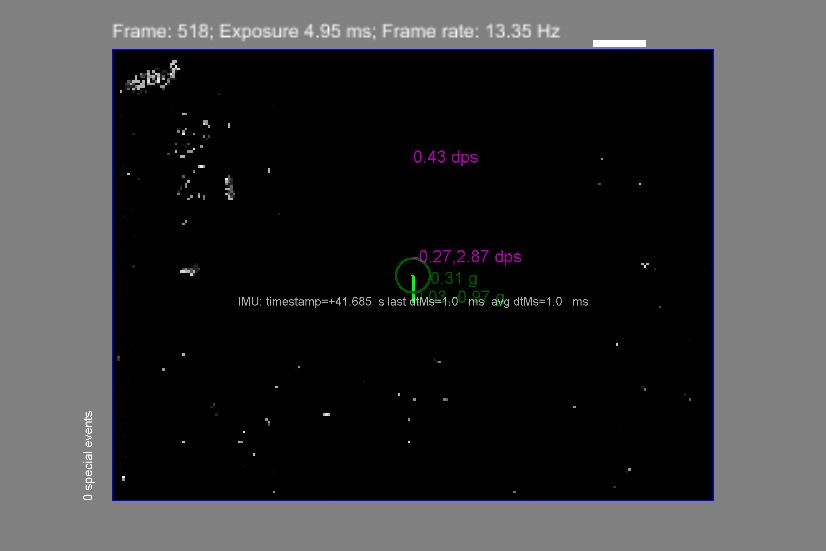 Frame: 518; Exposure 4.95 ms; Frame rate: 13.35 Hz
0.43 dps
-0.27,2.87 dps
0.31 g
IMU: timestamp=+41.685 s last dtMs=1.0 ms avg dtMs=1.0 ms
0 special events